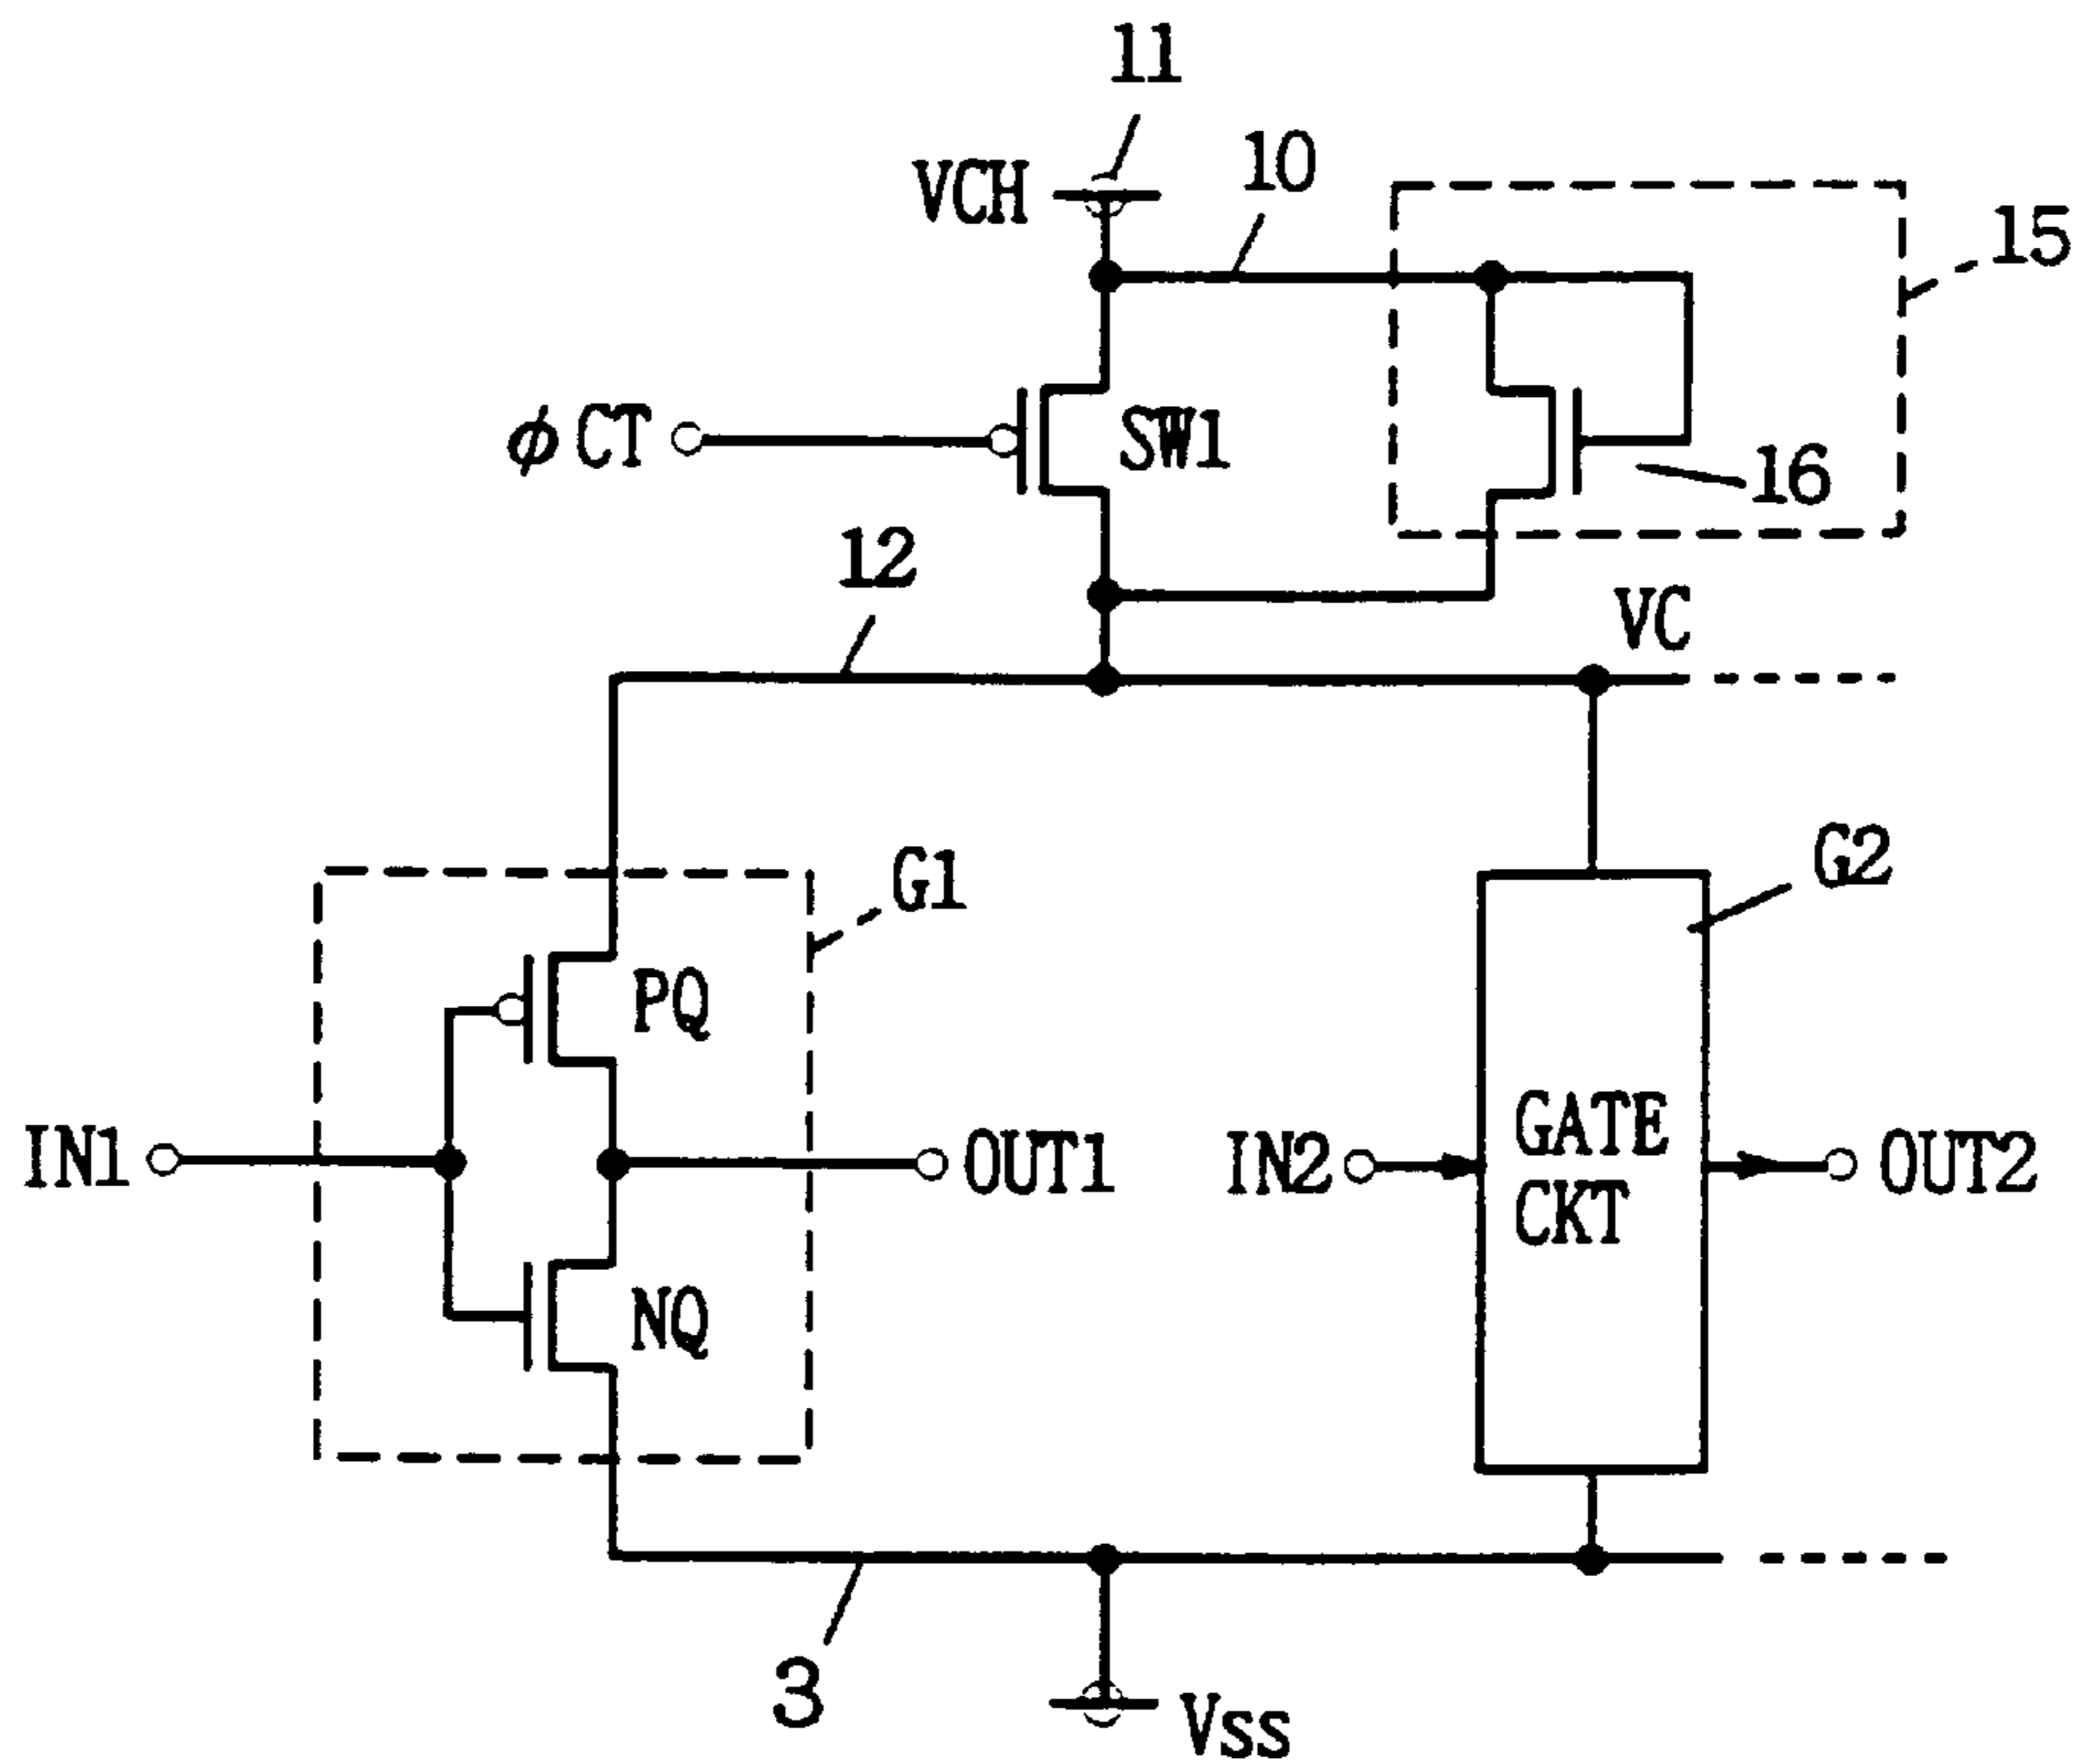 11
VCH
10
15
φCT
SW1
16
12
VC
G1
G2
PQ
IN1
OUT1
IN2
GATE
CKT
OUT2
NQ
3
Vss